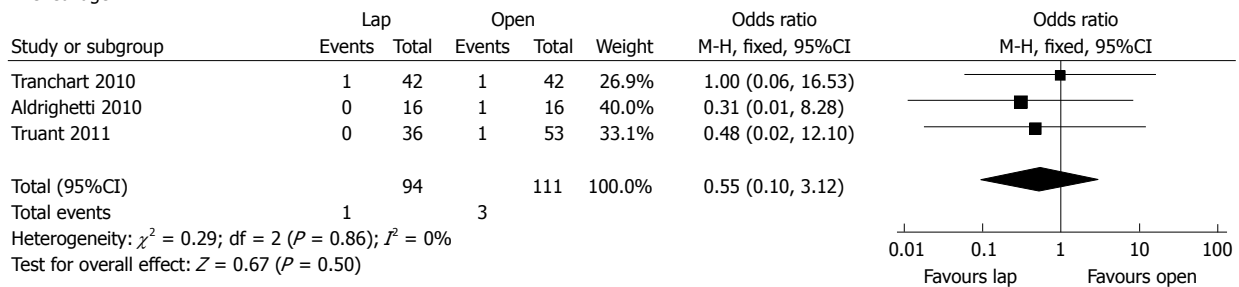 Lap Open Odds ratio Odds ratio
Study or subgroup Events Total Events Total Weight M-H, fixed, 95%CI M-H, fixed, 95%CI
Tranchart 2010 1 42 1 42 26.9% 1.00 (0.06, 16.53)
Aldrighetti 2010 0 16 1 16 40.0% 0.31 (0.01, 8.28)
Truant 2011 0 36 1 53 33.1% 0.48 (0.02, 12.10)
Total (95%CI) 94 111 100.0% 0.55 (0.10, 3.12)
Total events 1 3
Heterogeneity: χ² = 0.29; df = 2 (P = 0.86); I² = 0%
Test for overall effect: Z = 0.67 (P = 0.50)
0.01 0.1 1 10 100
Favours lap Favours open